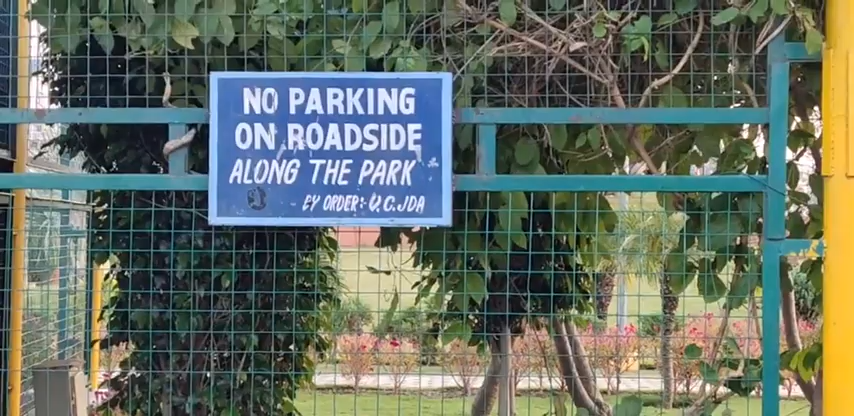 NO PARKING
ON ROADSIDE
ALONG THE PARK
BY ORDER:- V.C.JDA